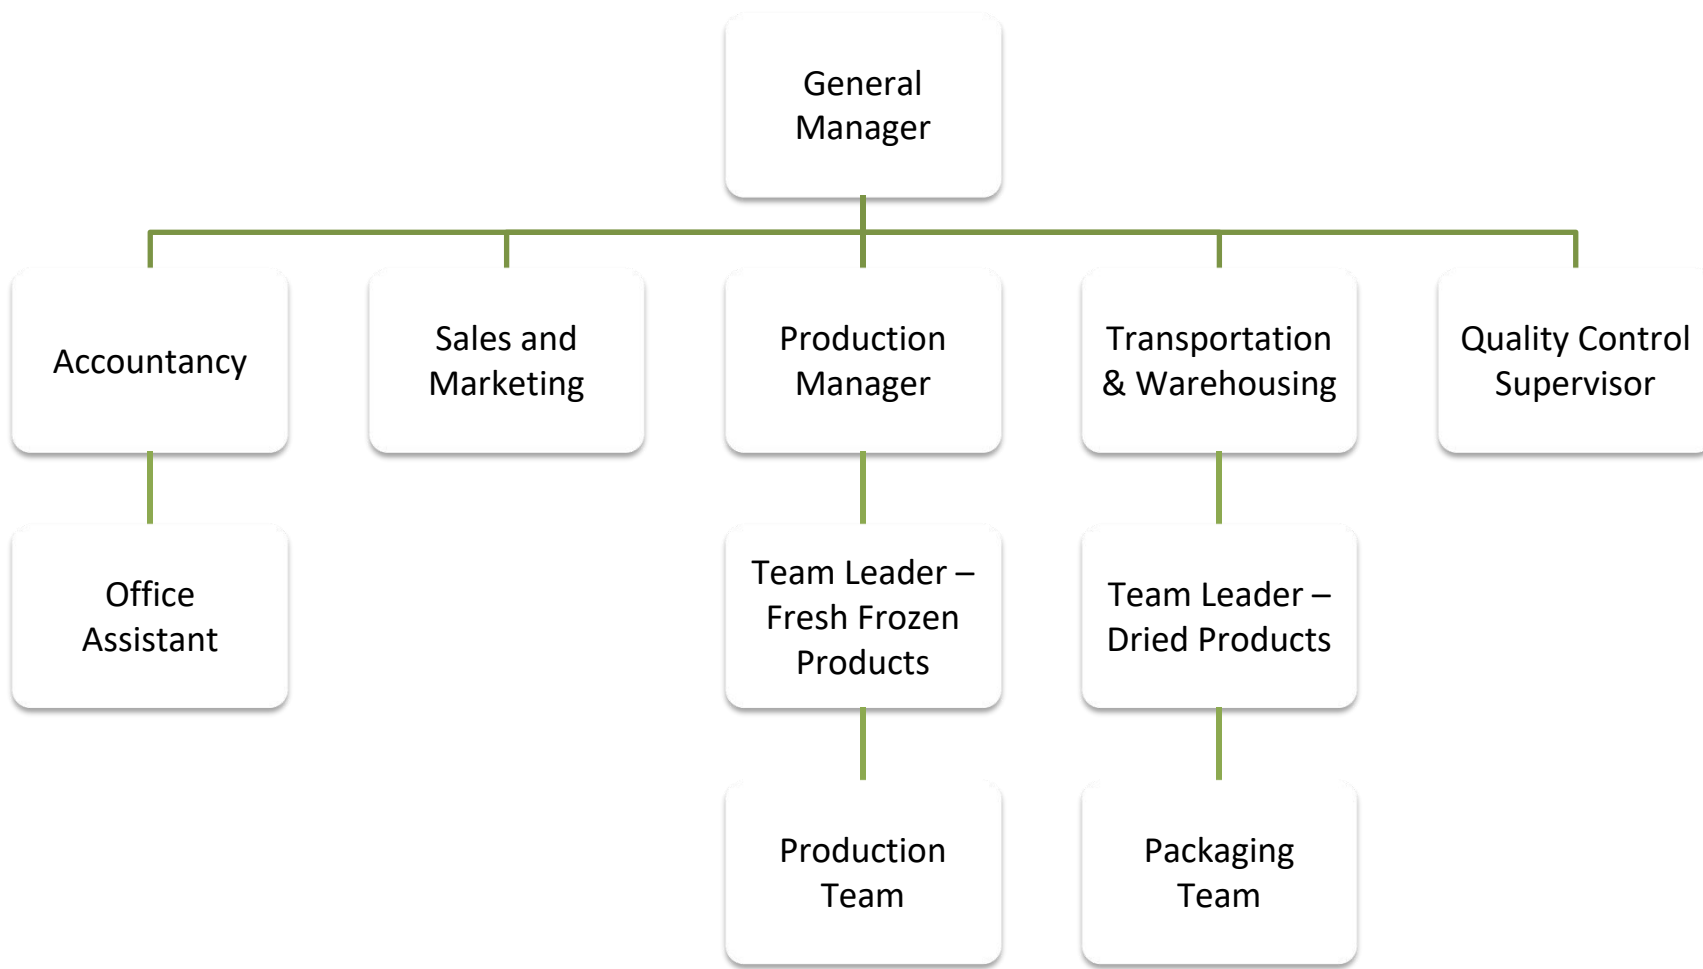 General
Manager
Accountancy
Sales and
Marketing
Production
Manager
Transportation
& Warehousing
Quality Control
Supervisor
Office
Assistant
Team Leader –
Fresh Frozen
Products
Team Leader –
Dried Products
Production
Team
Packaging
Team